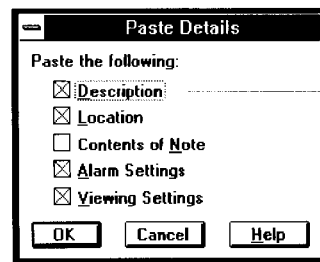 Paste Details
Paste the following:
Description
Location
Contents of Note
Alarm Settings
Viewing Settings
OK Cancel Help